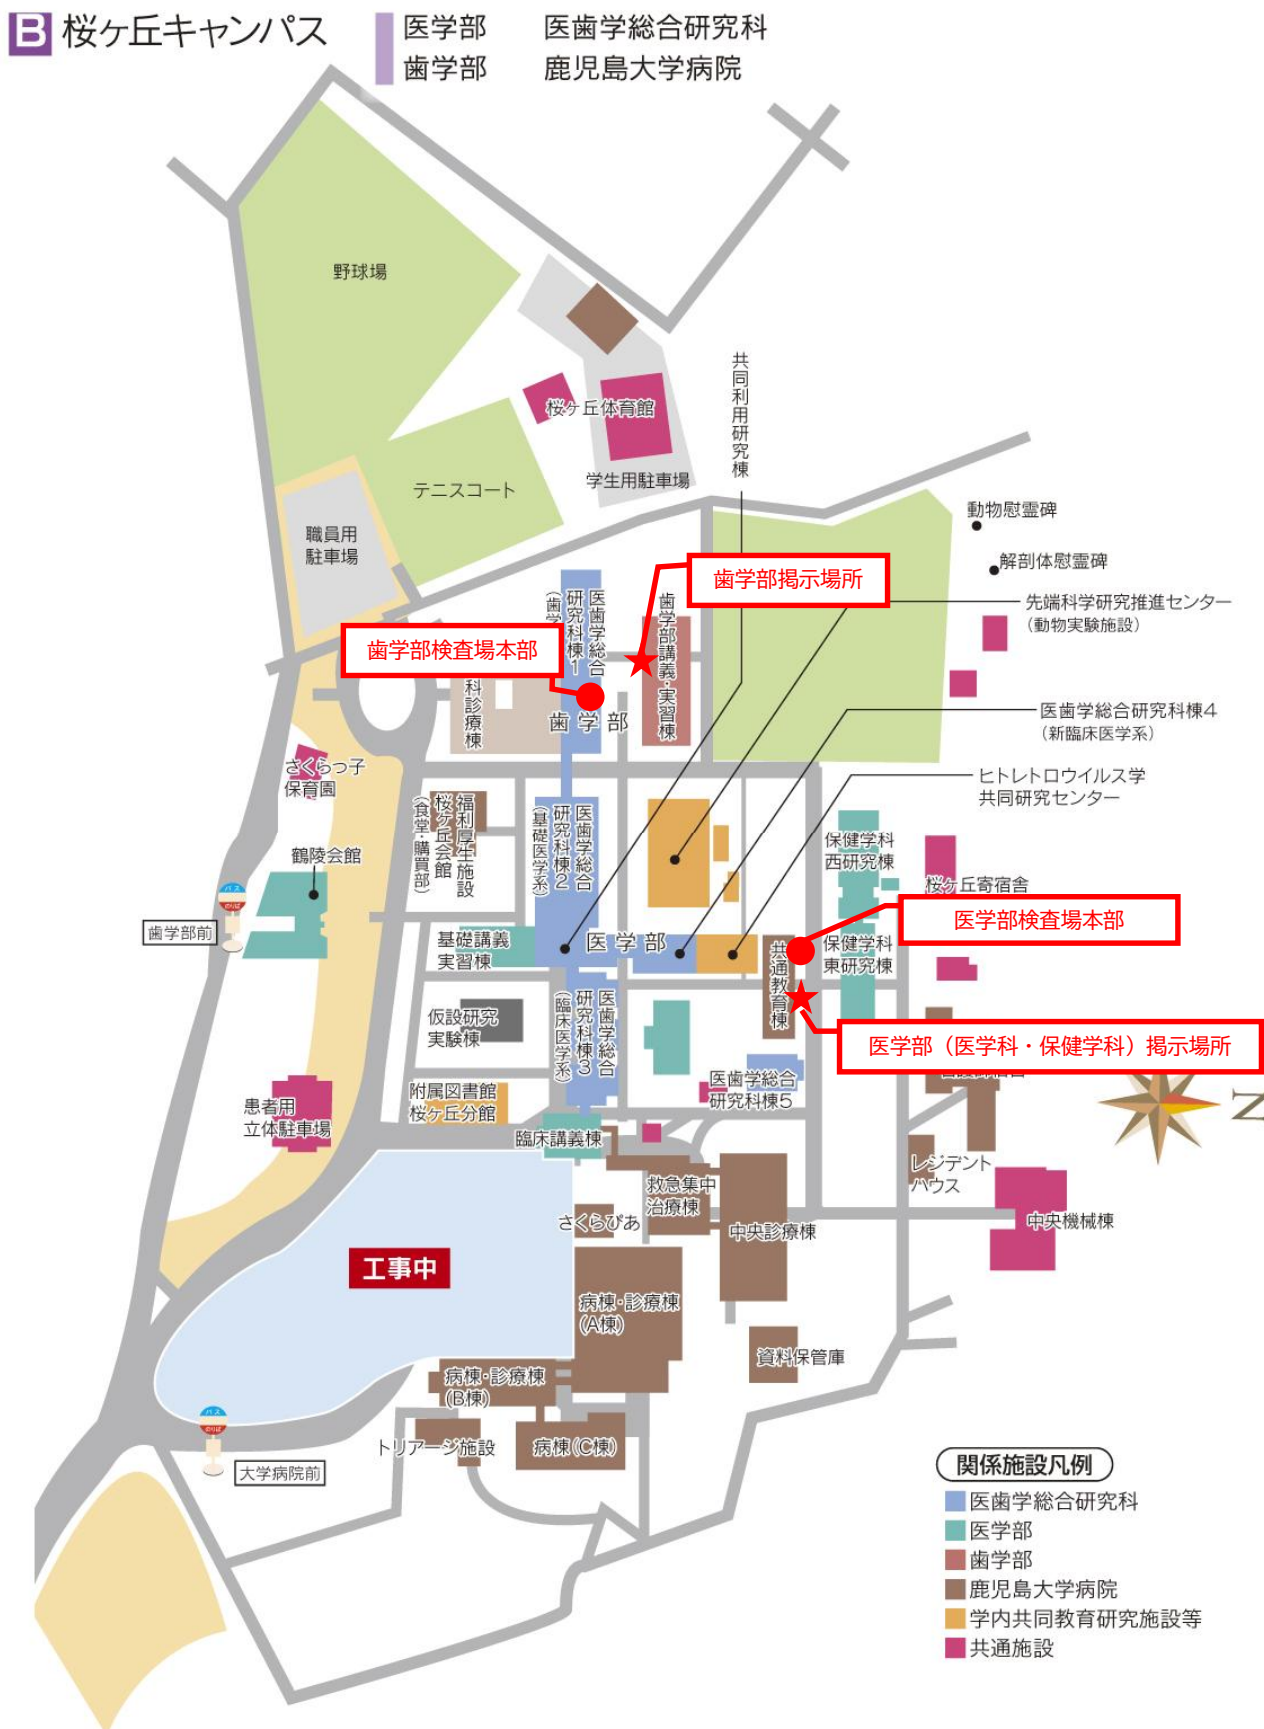 B 桜ヶ丘キャンパス
医学部 医歯学総合研究科
歯学部 鹿児島大学病院
野球場
共同利用研究棟
桜ヶ丘体育館
学生用駐車場
テニスコート
職員用
駐車場
動物慰霊碑
解剖体慰霊碑
歯学部掲示場所
先端科学研究推進センター
(動物実験施設)
医歯学総合
研究科棟1
(歯学
歯学部講義・実習棟
歯学部検査場本部
科診療棟
歯学部
医歯学総合研究科棟4
(新臨床医学系)
ヒトレトロウイルス学
共同研究センター
さくらっ子
保育園
福利厚生施設
桜ヶ丘会館
(食堂・購買部)
医歯学総合
研究科棟2
(基礎医学系)
保健学科
西研究棟
鶴陵会館
桜ヶ丘寄宿舎
バス
のりば
歯学部前
医学部検査場本部
基礎講義
実習棟
医学部
共通教育棟
保健学科
東研究棟
仮設研究
実験棟
医歯学総合
研究科棟3
(臨床医学系)
医学部（医学科・保健学科）掲示場所
医歯学総合
研究科棟5
附属図書館
桜ヶ丘分館
患者用
立体駐車場
N
臨床講義棟
レジデント
ハウス
救急集中
治療棟
さくらぴあ
中央診療棟
中央機械棟
工事中
病棟・診療棟
(A棟)
資料保管庫
病棟・診療棟
(B棟)
バス
のりば
大学病院前
トリアージ施設
病棟(C棟)
関係施設凡例
医歯学総合研究科
医学部
歯学部
鹿児島大学病院
学内共同教育研究施設等
共通施設